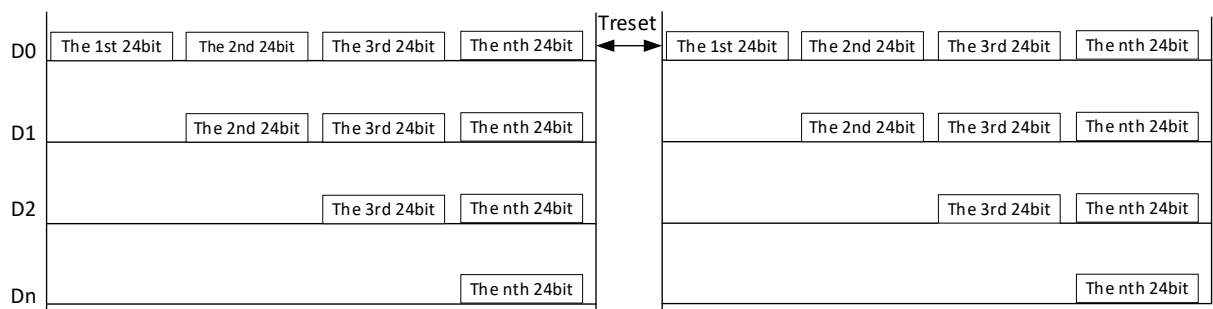 Treset
D0 The 1st 24bit The 2nd 24bit The 3rd 24bit The nth 24bit The 1st 24bit The 2nd 24bit The 3rd 24bit The nth 24bit
D1 The 2nd 24bit The 3rd 24bit The nth 24bit The 2nd 24bit The 3rd 24bit The nth 24bit
D2 The 3rd 24bit The nth 24bit The 3rd 24bit The nth 24bit
Dn The nth 24bit The nth 24bit